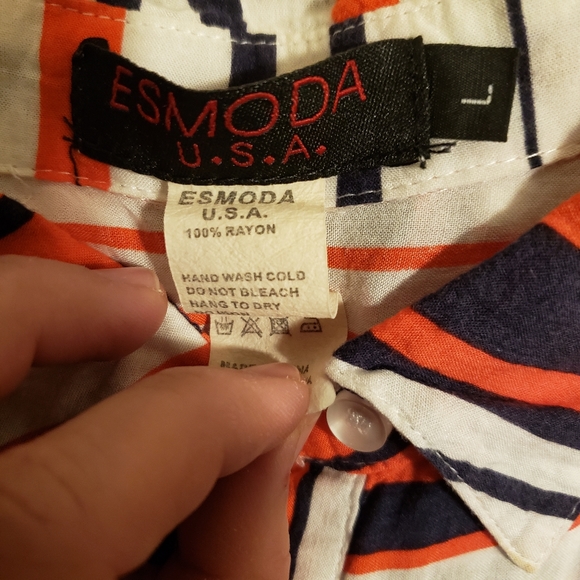 ESMODA
U.S.A.
L
ESMODA
U.S.A.
100% RAYON
HAND WASH COLD
DO NOT BLEACH
HANG TO DRY